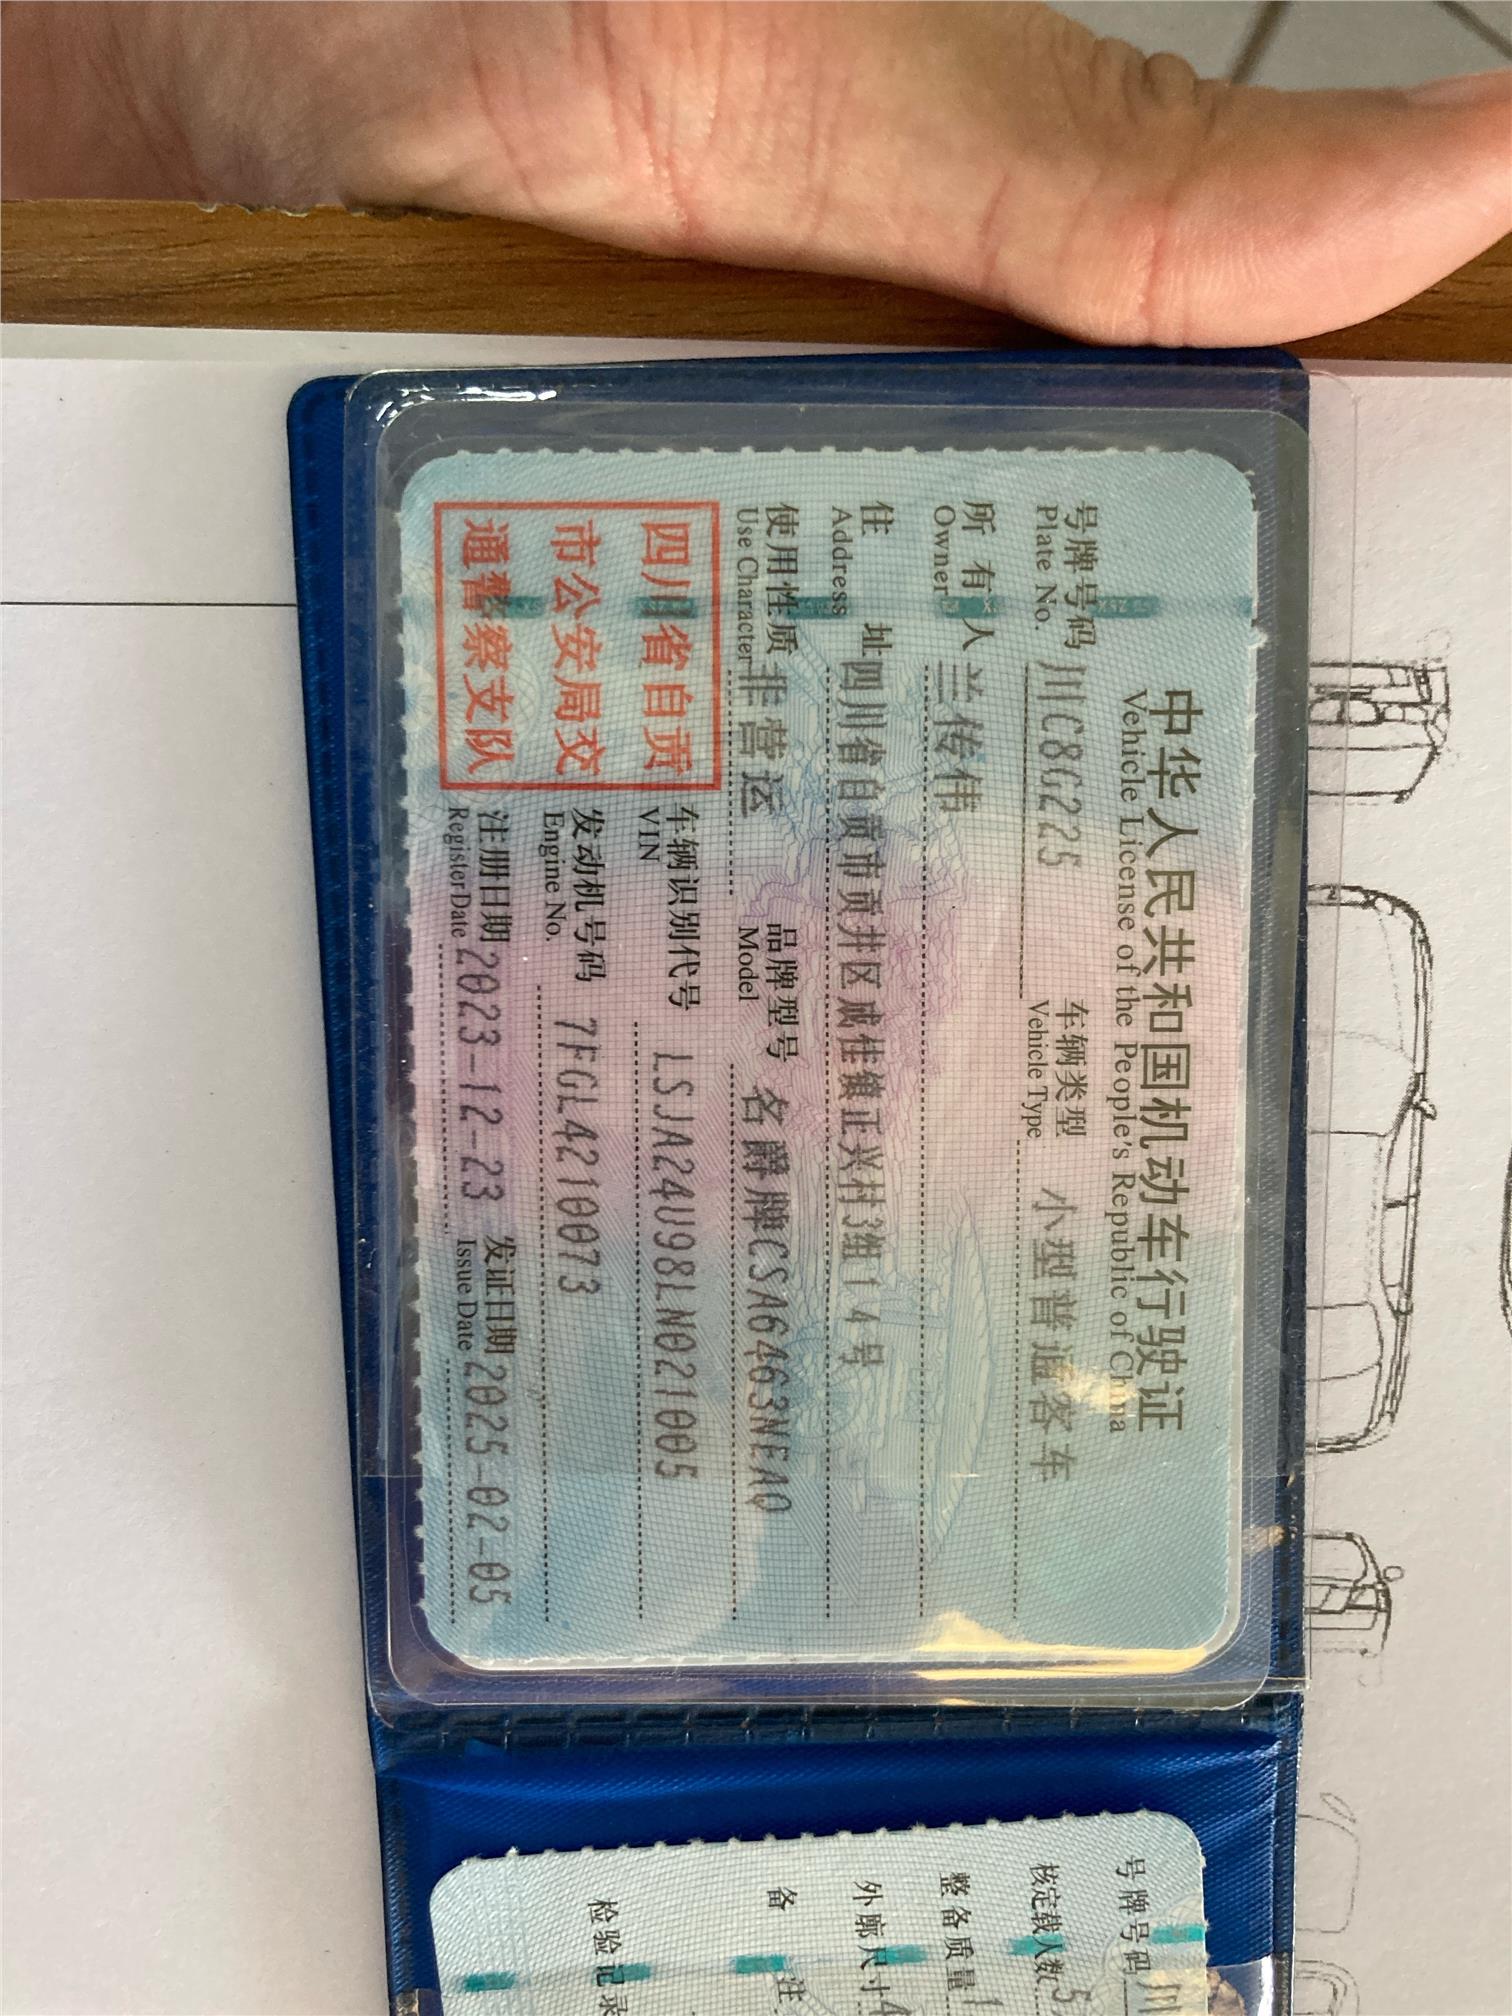 中华人民共和国机动车行驶证
Vehicle License of the People's Republic of China
号牌号码 川C8G225 车辆类型 小型普通客车
Plate No. Vehicle Type
所有人 兰传伟
Owner
住址 四川省自贡市贡井区成佳镇正兴村3组14号
Address
使用性质 非营运 品牌型号 名爵牌CSA6463NEAQ
Use Character Model
四川省自贡
市公安局交
通警察支队
车辆识别代号 LSJA24U98LN021005
VIN
发动机号码 7FGL4210073
Engine No.
注册日期 2023-12-23 发证日期 2025-02-05
Register Date Issue Date
号牌号码 川
核定载人数 5
整备质量 1
外廓尺寸 4
备注
检验记录